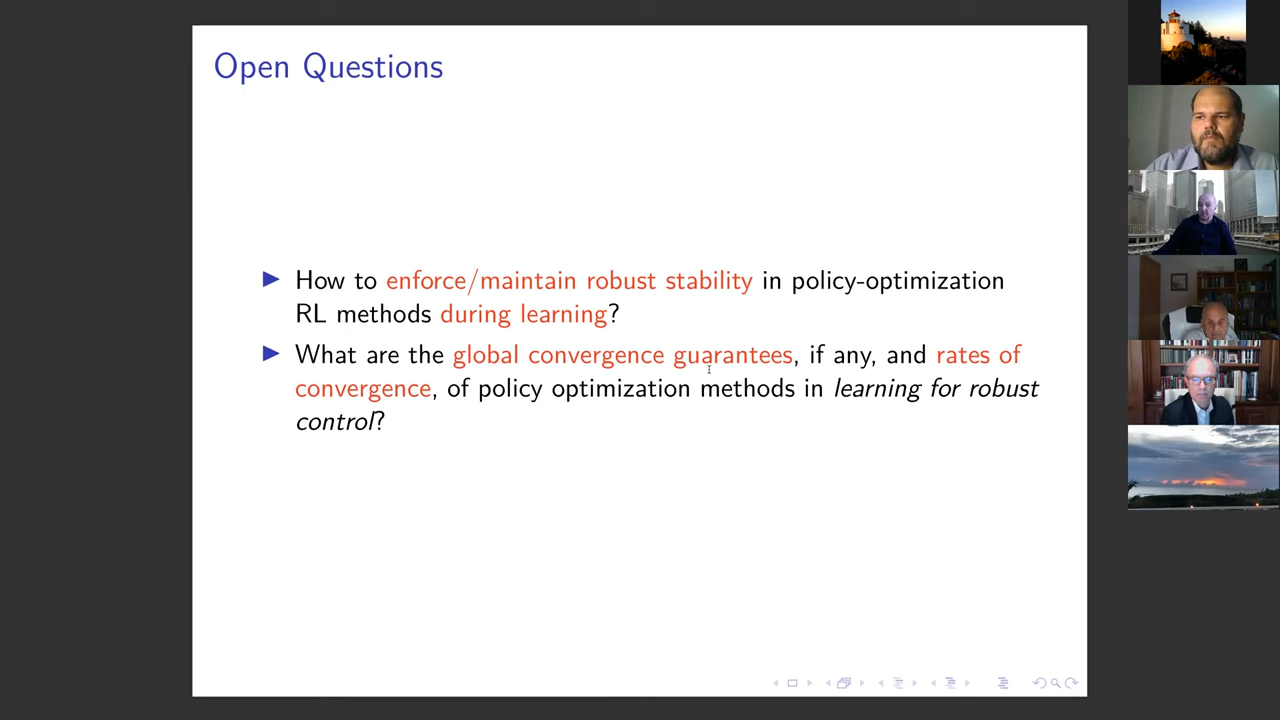 Open Questions
How to enforce/maintain robust stability in policy-optimization
RL methods during learning?
What are the global convergence guarantees, if any, and rates of
convergence, of policy optimization methods in learning for robust
control?